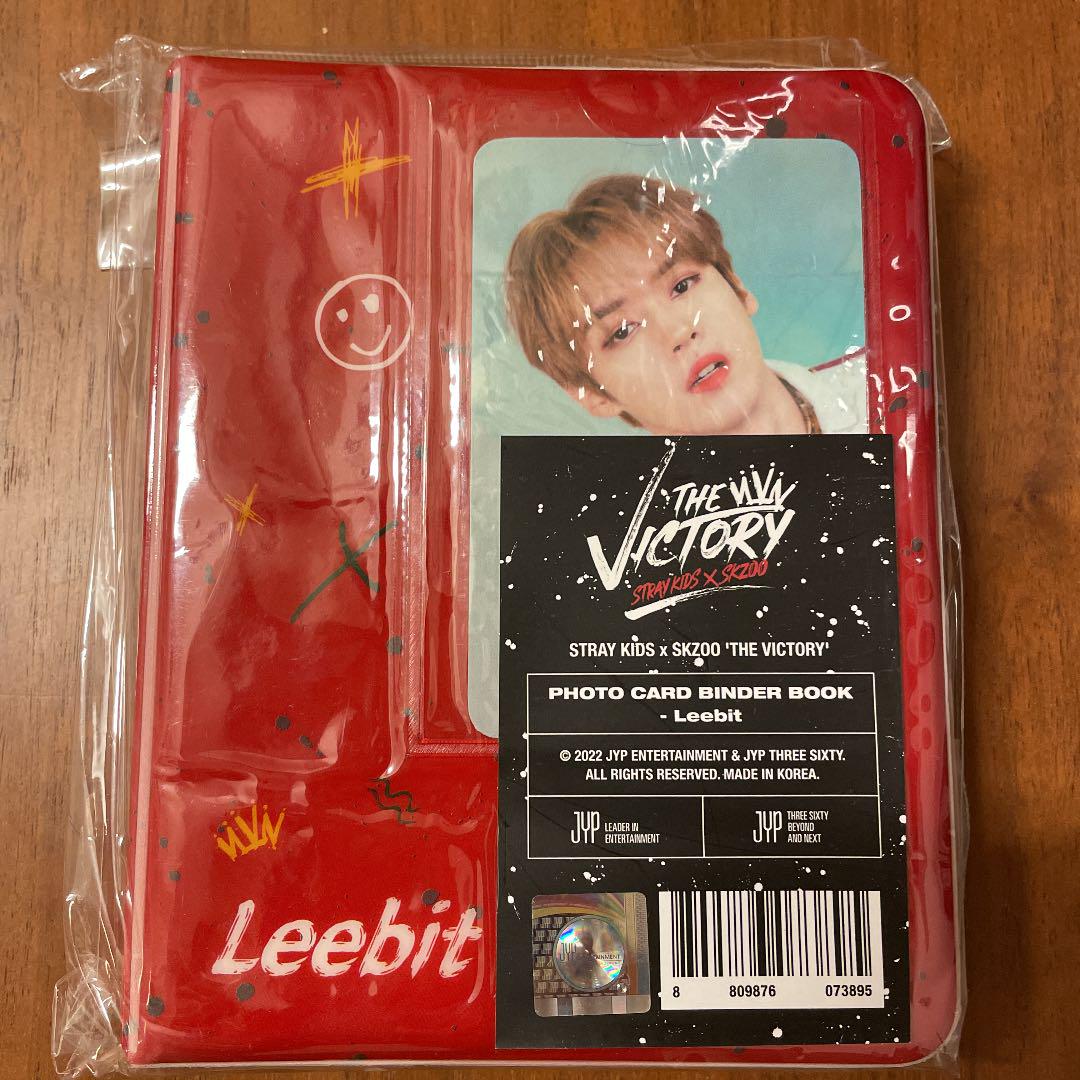 THE
VICTORY
STRAY KIDS X SKZOO
STRAY KIDS x SKZOO 'THE VICTORY'
PHOTO CARD BINDER BOOK
- Leebit
© 2022 JYP ENTERTAINMENT & JYP THREE SIXTY.
ALL RIGHTS RESERVED. MADE IN KOREA.
JYP LEADER IN
ENTERTAINMENT
JYP THREE SIXTY
BEYOND
AND NEXT
Leebit
JYP
8 809876 073895